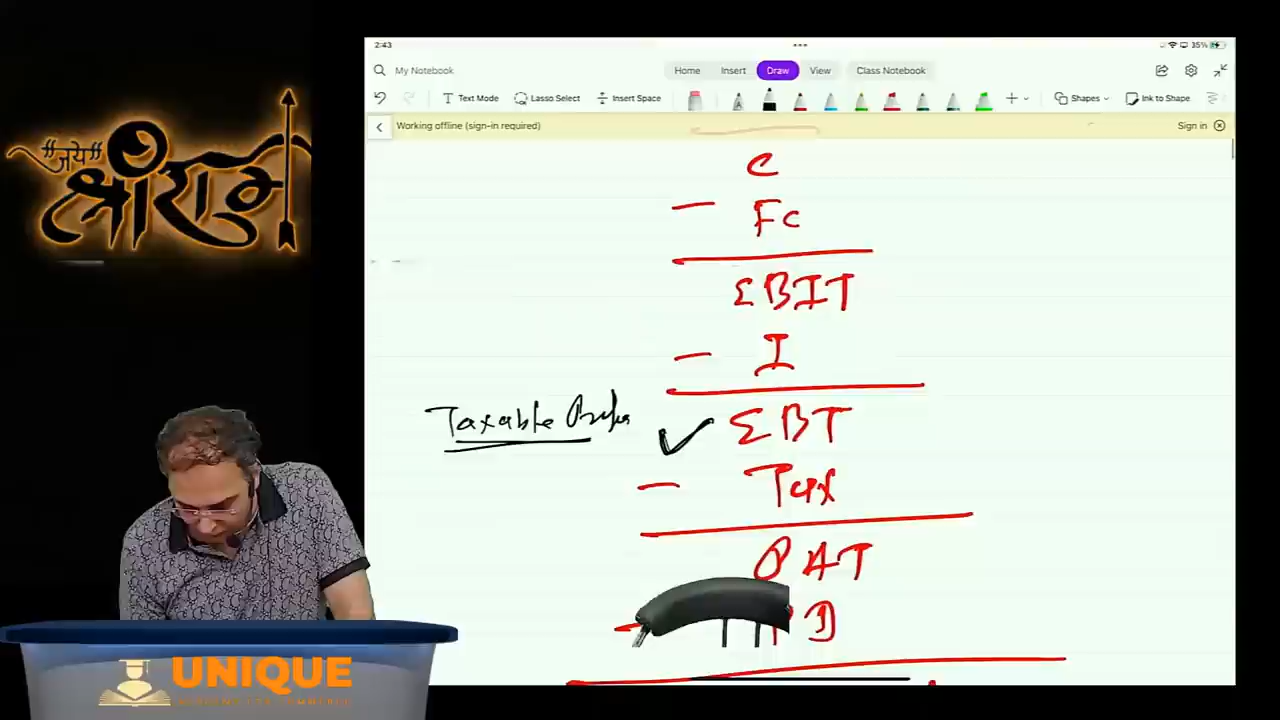 2:43
35%
My Notebook
Home Insert Draw View Class Notebook
Text Mode Lasso Select Insert Space Shapes Ink to Shape
Working offline (sign-in required) Sign in
"जय"
श्रीराम
C
— FC
EBIT
— I
Taxable ✓ EBT
— Tax
PAT
D
UNIQUE